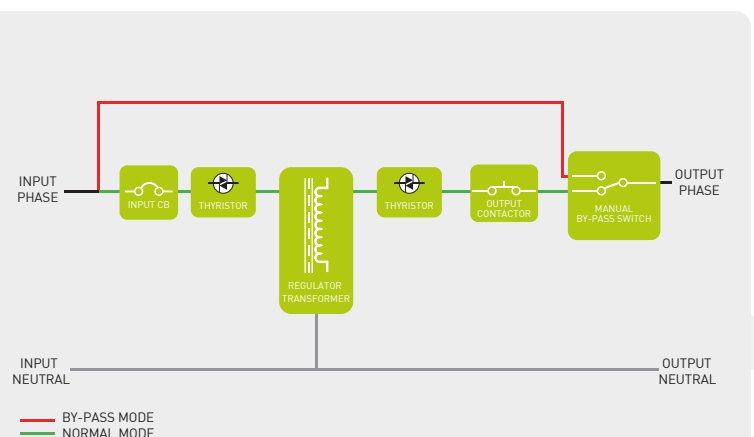 INPUT
PHASE
INPUT CB
THYRISTOR
REGULATOR
TRANSFORMER
THYRISTOR
OUTPUT
CONTACTOR
MANUAL
BY-PASS SWITCH
OUTPUT
PHASE
INPUT
NEUTRAL
OUTPUT
NEUTRAL
BY-PASS MODE
NORMAL MODE